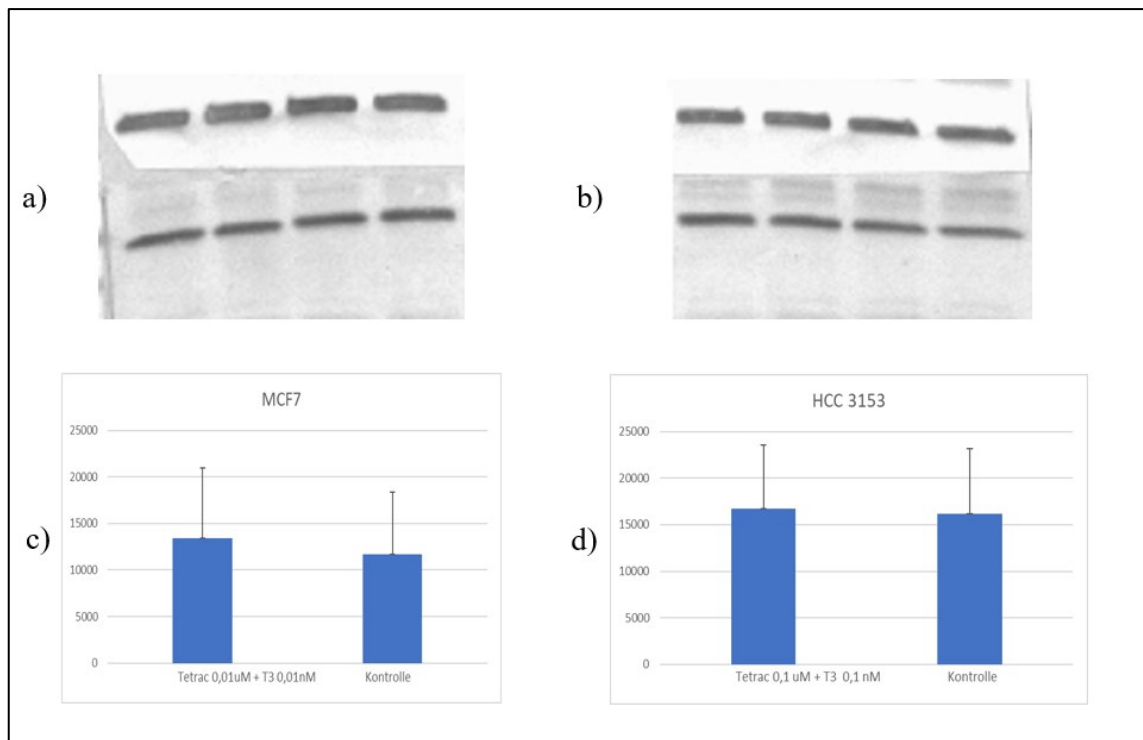 a)
b)
c)
MCF7
25000
20000
15000
10000
5000
0
Tetrac 0,01uM + T3 0,01nM
Kontrolle
d)
HCC 3153
25000
20000
15000
10000
5000
0
Tetrac 0,1 uM + T3 0,1 nM
Kontrolle